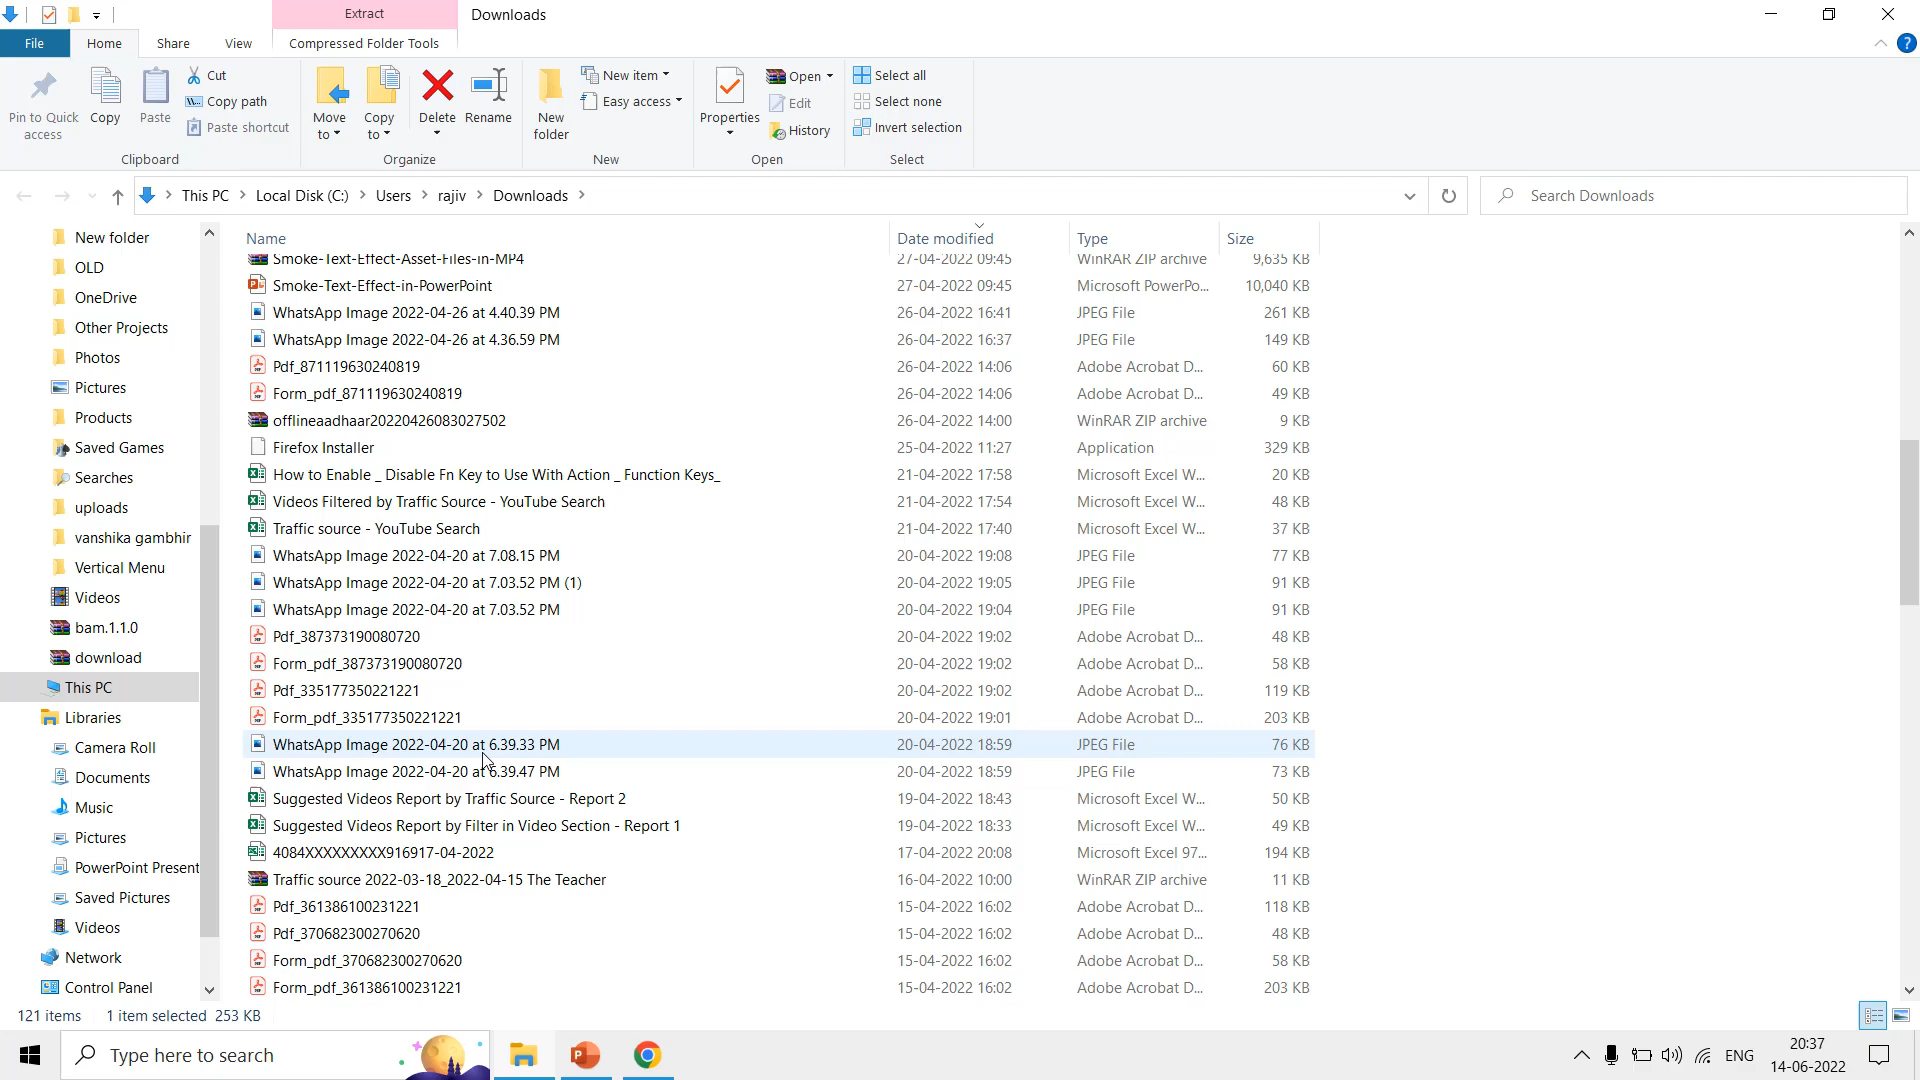 Extract Downloads
File Home Share View Compressed Folder Tools
Pin to Quick access
Copy
Paste
Cut
Copy path
Paste shortcut
Clipboard
Move to
Copy to
Delete
Rename
Organize
New folder
New item
Easy access
New
Properties
Open
Edit
History
Open
Select all
Select none
Invert selection
Select
This PC Local Disk (C:) Users rajiv Downloads
Search Downloads
New folder
OLD
OneDrive
Other Projects
Photos
Pictures
Products
Saved Games
Searches
uploads
vanshika gambhir
Vertical Menu
Videos
bam.1.1.0
download
This PC
Libraries
Camera Roll
Documents
Music
Pictures
PowerPoint Present
Saved Pictures
Videos
Network
Control Panel
Name Date modified Type Size
Smoke-Text-Effect-Asset-Files-in-MP4 27-04-2022 09:45 WinRAR ZIP archive 9,635 KB
Smoke-Text-Effect-in-PowerPoint 27-04-2022 09:45 Microsoft PowerPo... 10,040 KB
WhatsApp Image 2022-04-26 at 4.40.39 PM 26-04-2022 16:41 JPEG File 261 KB
WhatsApp Image 2022-04-26 at 4.36.59 PM 26-04-2022 16:37 JPEG File 149 KB
Pdf_871119630240819 26-04-2022 14:06 Adobe Acrobat D... 60 KB
Form_pdf_871119630240819 26-04-2022 14:06 Adobe Acrobat D... 49 KB
offlineaadhaar20220426083027502 26-04-2022 14:00 WinRAR ZIP archive 9 KB
Firefox Installer 25-04-2022 11:27 Application 329 KB
How to Enable _ Disable Fn Key to Use With Action _ Function Keys_ 21-04-2022 17:58 Microsoft Excel W... 20 KB
Videos Filtered by Traffic Source - YouTube Search 21-04-2022 17:54 Microsoft Excel W... 48 KB
Traffic source - YouTube Search 21-04-2022 17:40 Microsoft Excel W... 37 KB
WhatsApp Image 2022-04-20 at 7.08.15 PM 20-04-2022 19:08 JPEG File 77 KB
WhatsApp Image 2022-04-20 at 7.03.52 PM (1) 20-04-2022 19:05 JPEG File 91 KB
WhatsApp Image 2022-04-20 at 7.03.52 PM 20-04-2022 19:04 JPEG File 91 KB
Pdf_387373190080720 20-04-2022 19:02 Adobe Acrobat D... 48 KB
Form_pdf_387373190080720 20-04-2022 19:02 Adobe Acrobat D... 58 KB
Pdf_335177350221221 20-04-2022 19:02 Adobe Acrobat D... 119 KB
Form_pdf_335177350221221 20-04-2022 19:01 Adobe Acrobat D... 203 KB
WhatsApp Image 2022-04-20 at 6.39.33 PM 20-04-2022 18:59 JPEG File 76 KB
WhatsApp Image 2022-04-20 at 6.39.47 PM 20-04-2022 18:59 JPEG File 73 KB
Suggested Videos Report by Traffic Source - Report 2 19-04-2022 18:43 Microsoft Excel W... 50 KB
Suggested Videos Report by Filter in Video Section - Report 1 19-04-2022 18:33 Microsoft Excel W... 49 KB
4084XXXXXXXXX916917-04-2022 17-04-2022 20:08 Microsoft Excel 97... 194 KB
Traffic source 2022-03-18_2022-04-15 The Teacher 16-04-2022 10:00 WinRAR ZIP archive 11 KB
Pdf_361386100231221 15-04-2022 16:02 Adobe Acrobat D... 118 KB
Pdf_370682300270620 15-04-2022 16:02 Adobe Acrobat D... 48 KB
Form_pdf_370682300270620 15-04-2022 16:02 Adobe Acrobat D... 58 KB
Form_pdf_361386100231221 15-04-2022 16:02 Adobe Acrobat D... 203 KB
121 items 1 item selected 253 KB
Type here to search
ENG
20:37
14-06-2022